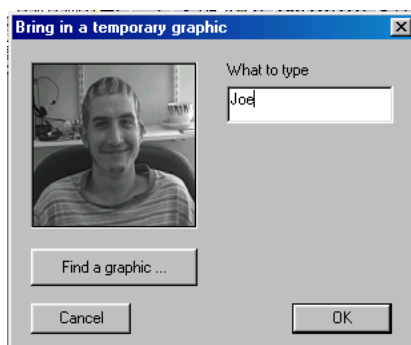 Bring in a temporary graphic
What to type
Joe
Find a graphic ...
Cancel
OK